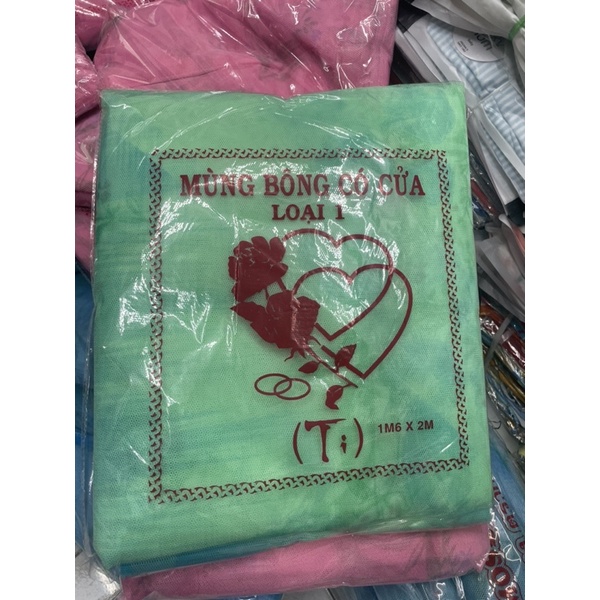 MÙNG BÔNG CÓ CỬA
LOẠI 1
(Ti)
1M6 X 2M